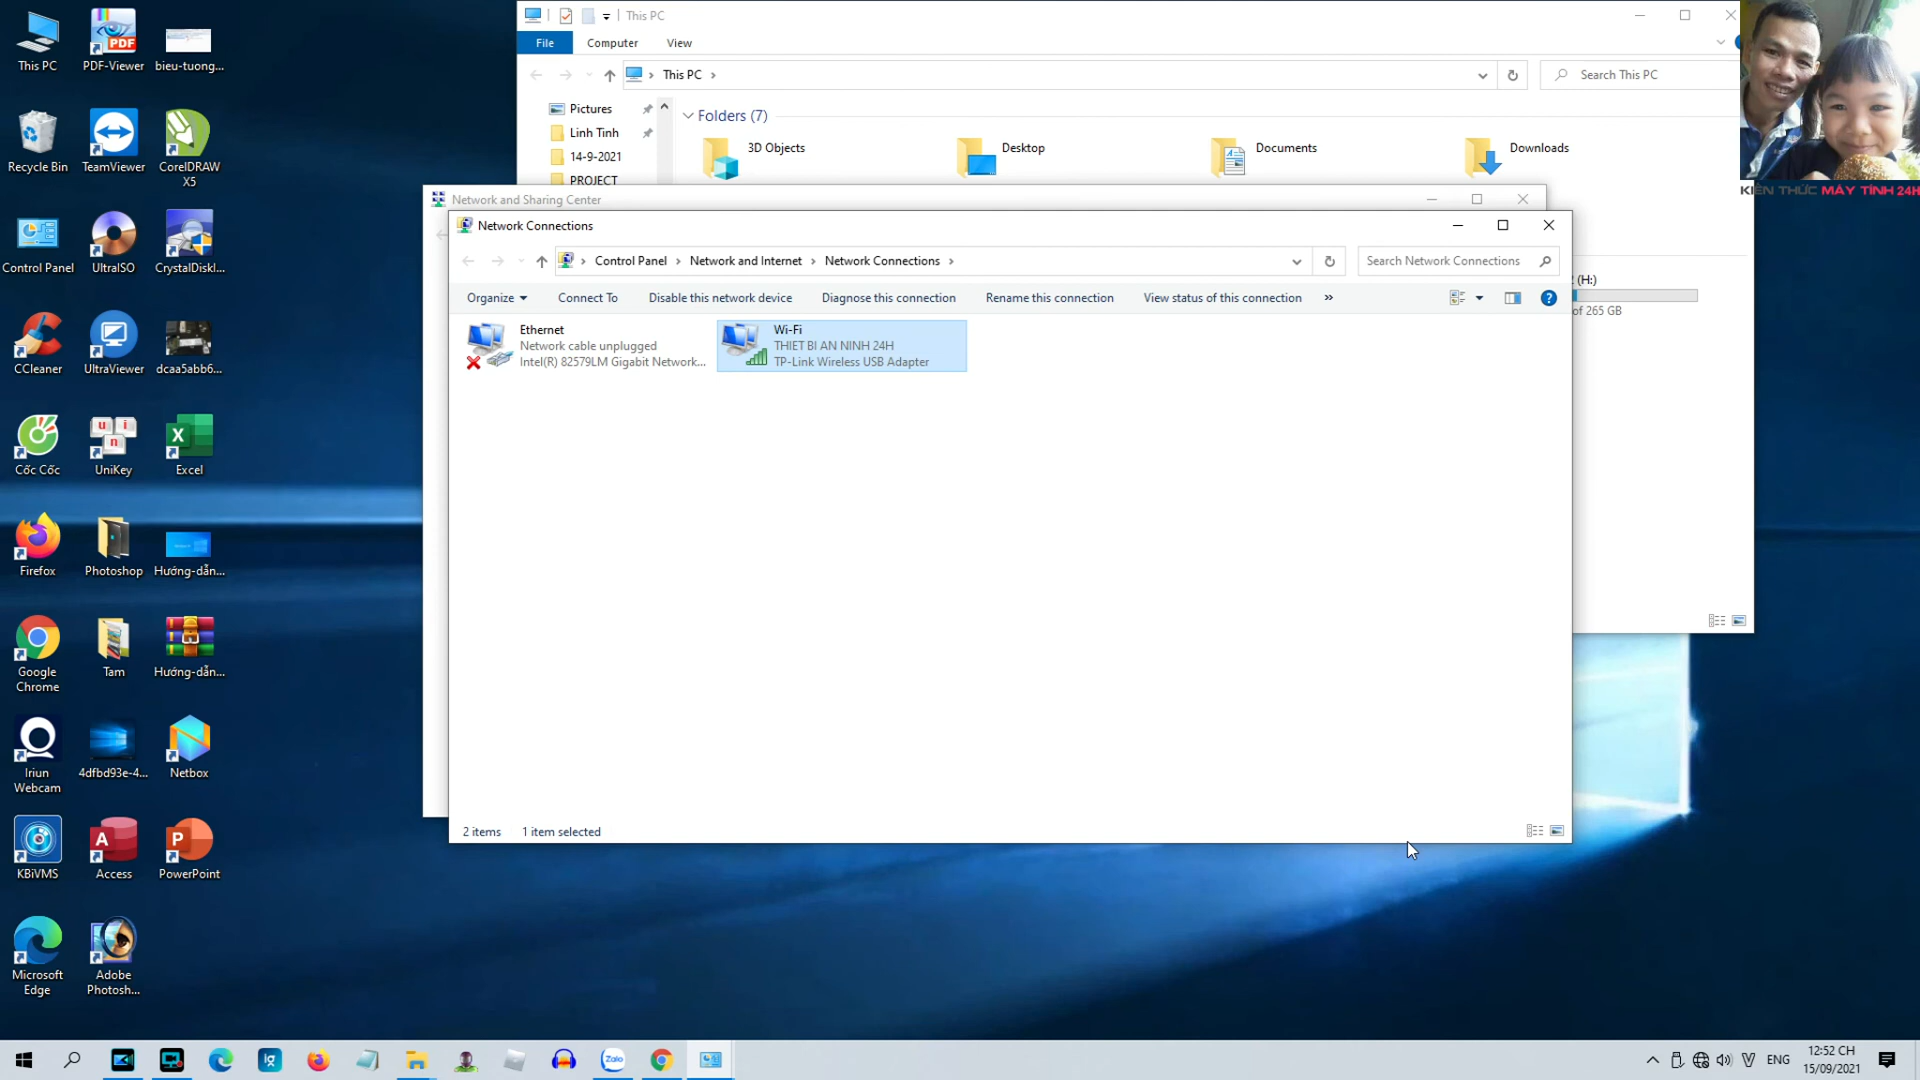 This PC
PDF-Viewer
bieu-tuong...
Recycle Bin
TeamViewer
CorelDRAW X5
Control Panel
UltraISO
CrystalDiskI...
CCleaner
UltraViewer
dcaa5abb6...
Cốc Cốc
UniKey
Excel
Firefox
Photoshop
Hướng-dẫn...
Google Chrome
Tam
Hướng-dẫn...
Iriun Webcam
4dfbd93e-4...
Netbox
KBiVMS
Access
PowerPoint
Microsoft Edge
Adobe Photosh...
This PC
File
Computer
View
This PC
Search This PC
Pictures
Linh Tinh
14-9-2021
PROJECT
Folders (7)
3D Objects
Desktop
Documents
Downloads
(H:)
of 265 GB
KIẾN THỨC MÁY TÍNH 24H
Network and Sharing Center
Network Connections
Control Panel
Network and Internet
Network Connections
Search Network Connections
Organize
Connect To
Disable this network device
Diagnose this connection
Rename this connection
View status of this connection
»
Ethernet
Network cable unplugged
Intel(R) 82579LM Gigabit Network...
Wi-Fi
THIET BI AN NINH 24H
TP-Link Wireless USB Adapter
2 items
1 item selected
Zalo
ENG
12:52 CH
15/09/2021